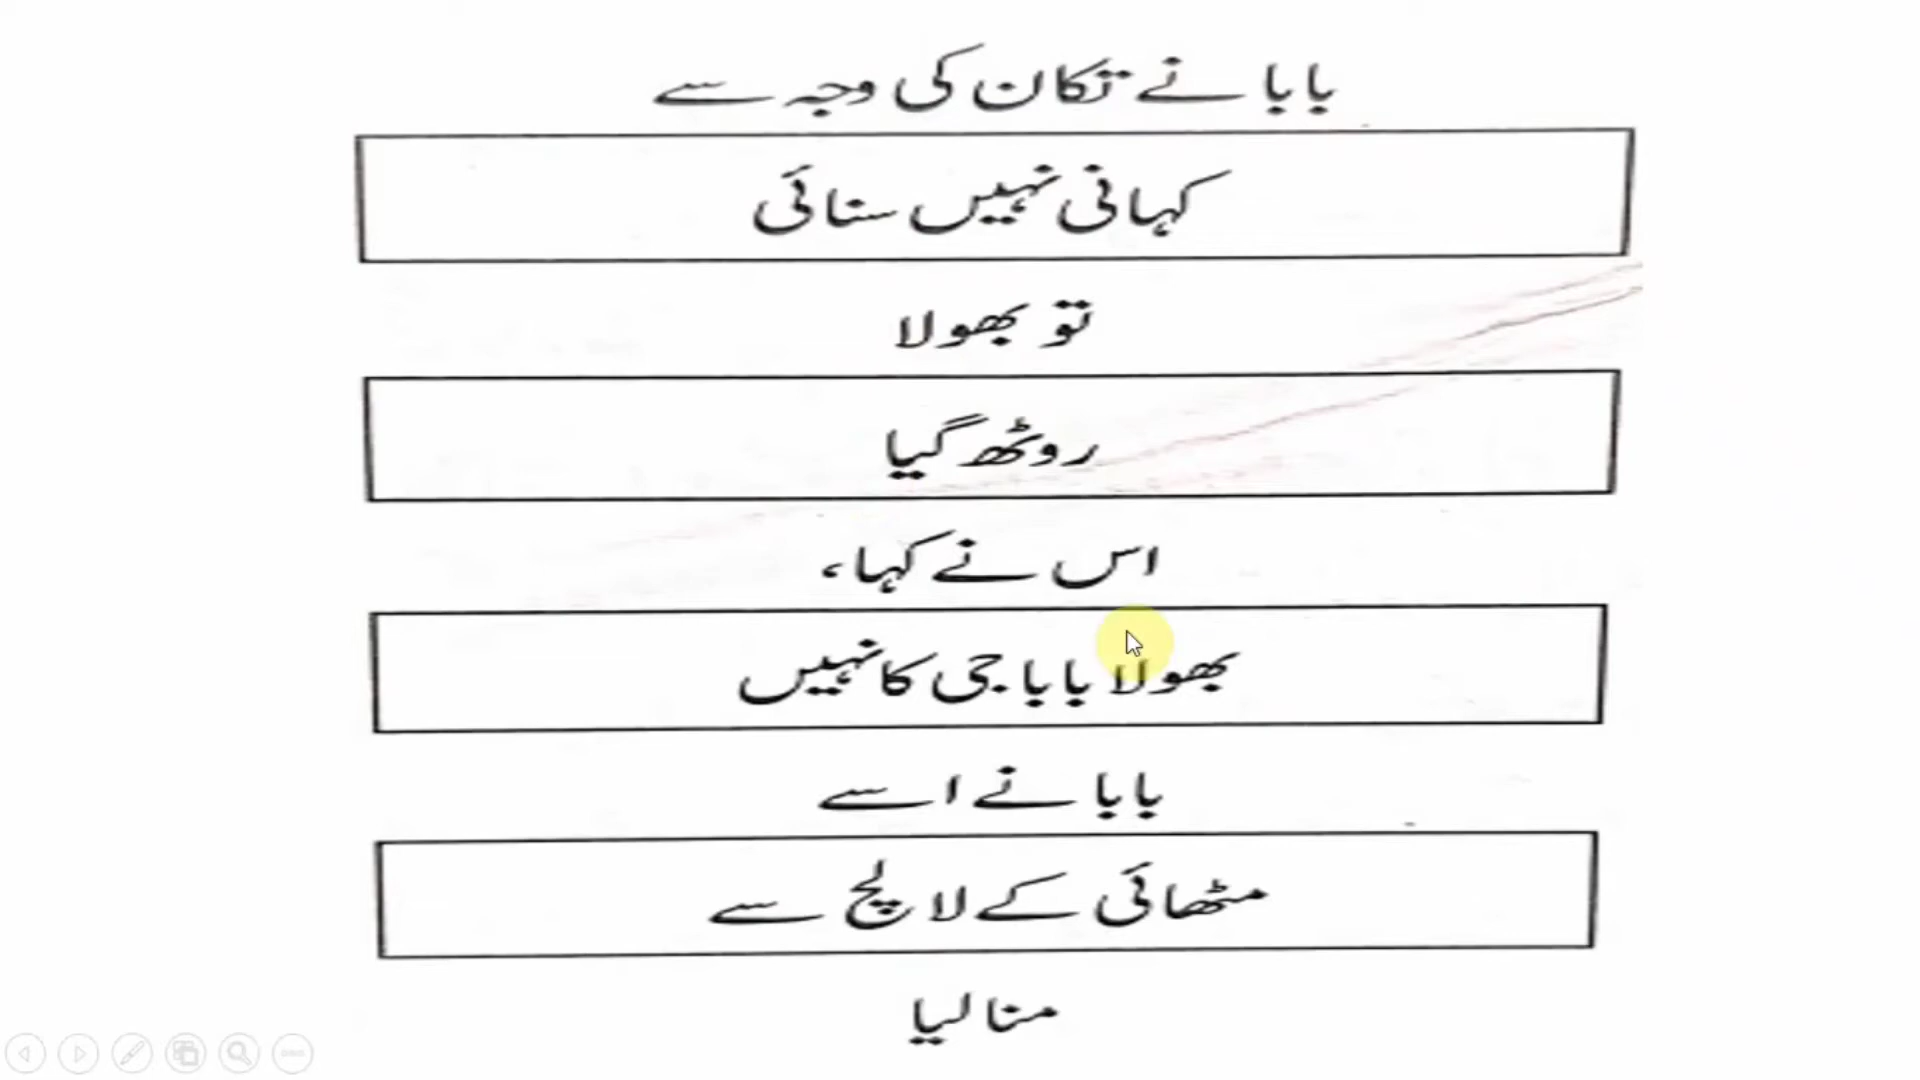 بابا نے تکان کی وجہ سے
کہانی نہیں سنائی
تو بھولا
روٹھ گیا
اس نے کہا،
بھولا بابا جی کا نہیں
بابا نے اسے
مٹھائی کے لالچ سے
منا لیا